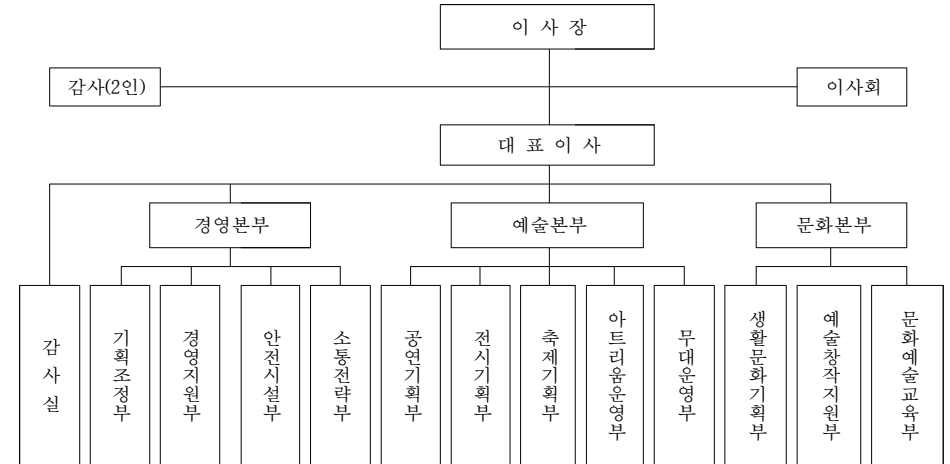 이 사 장
감사(2인)
이사회
대 표 이 사
경영본부
예술본부
문화본부
감사실
기획조정부
경영지원부
안전시설부
소통전략부
공연기획부
전시기획부
축제기획부
아트리움운영부
무대운영부
생활문화기획부
예술창작지원부
문화예술교육부